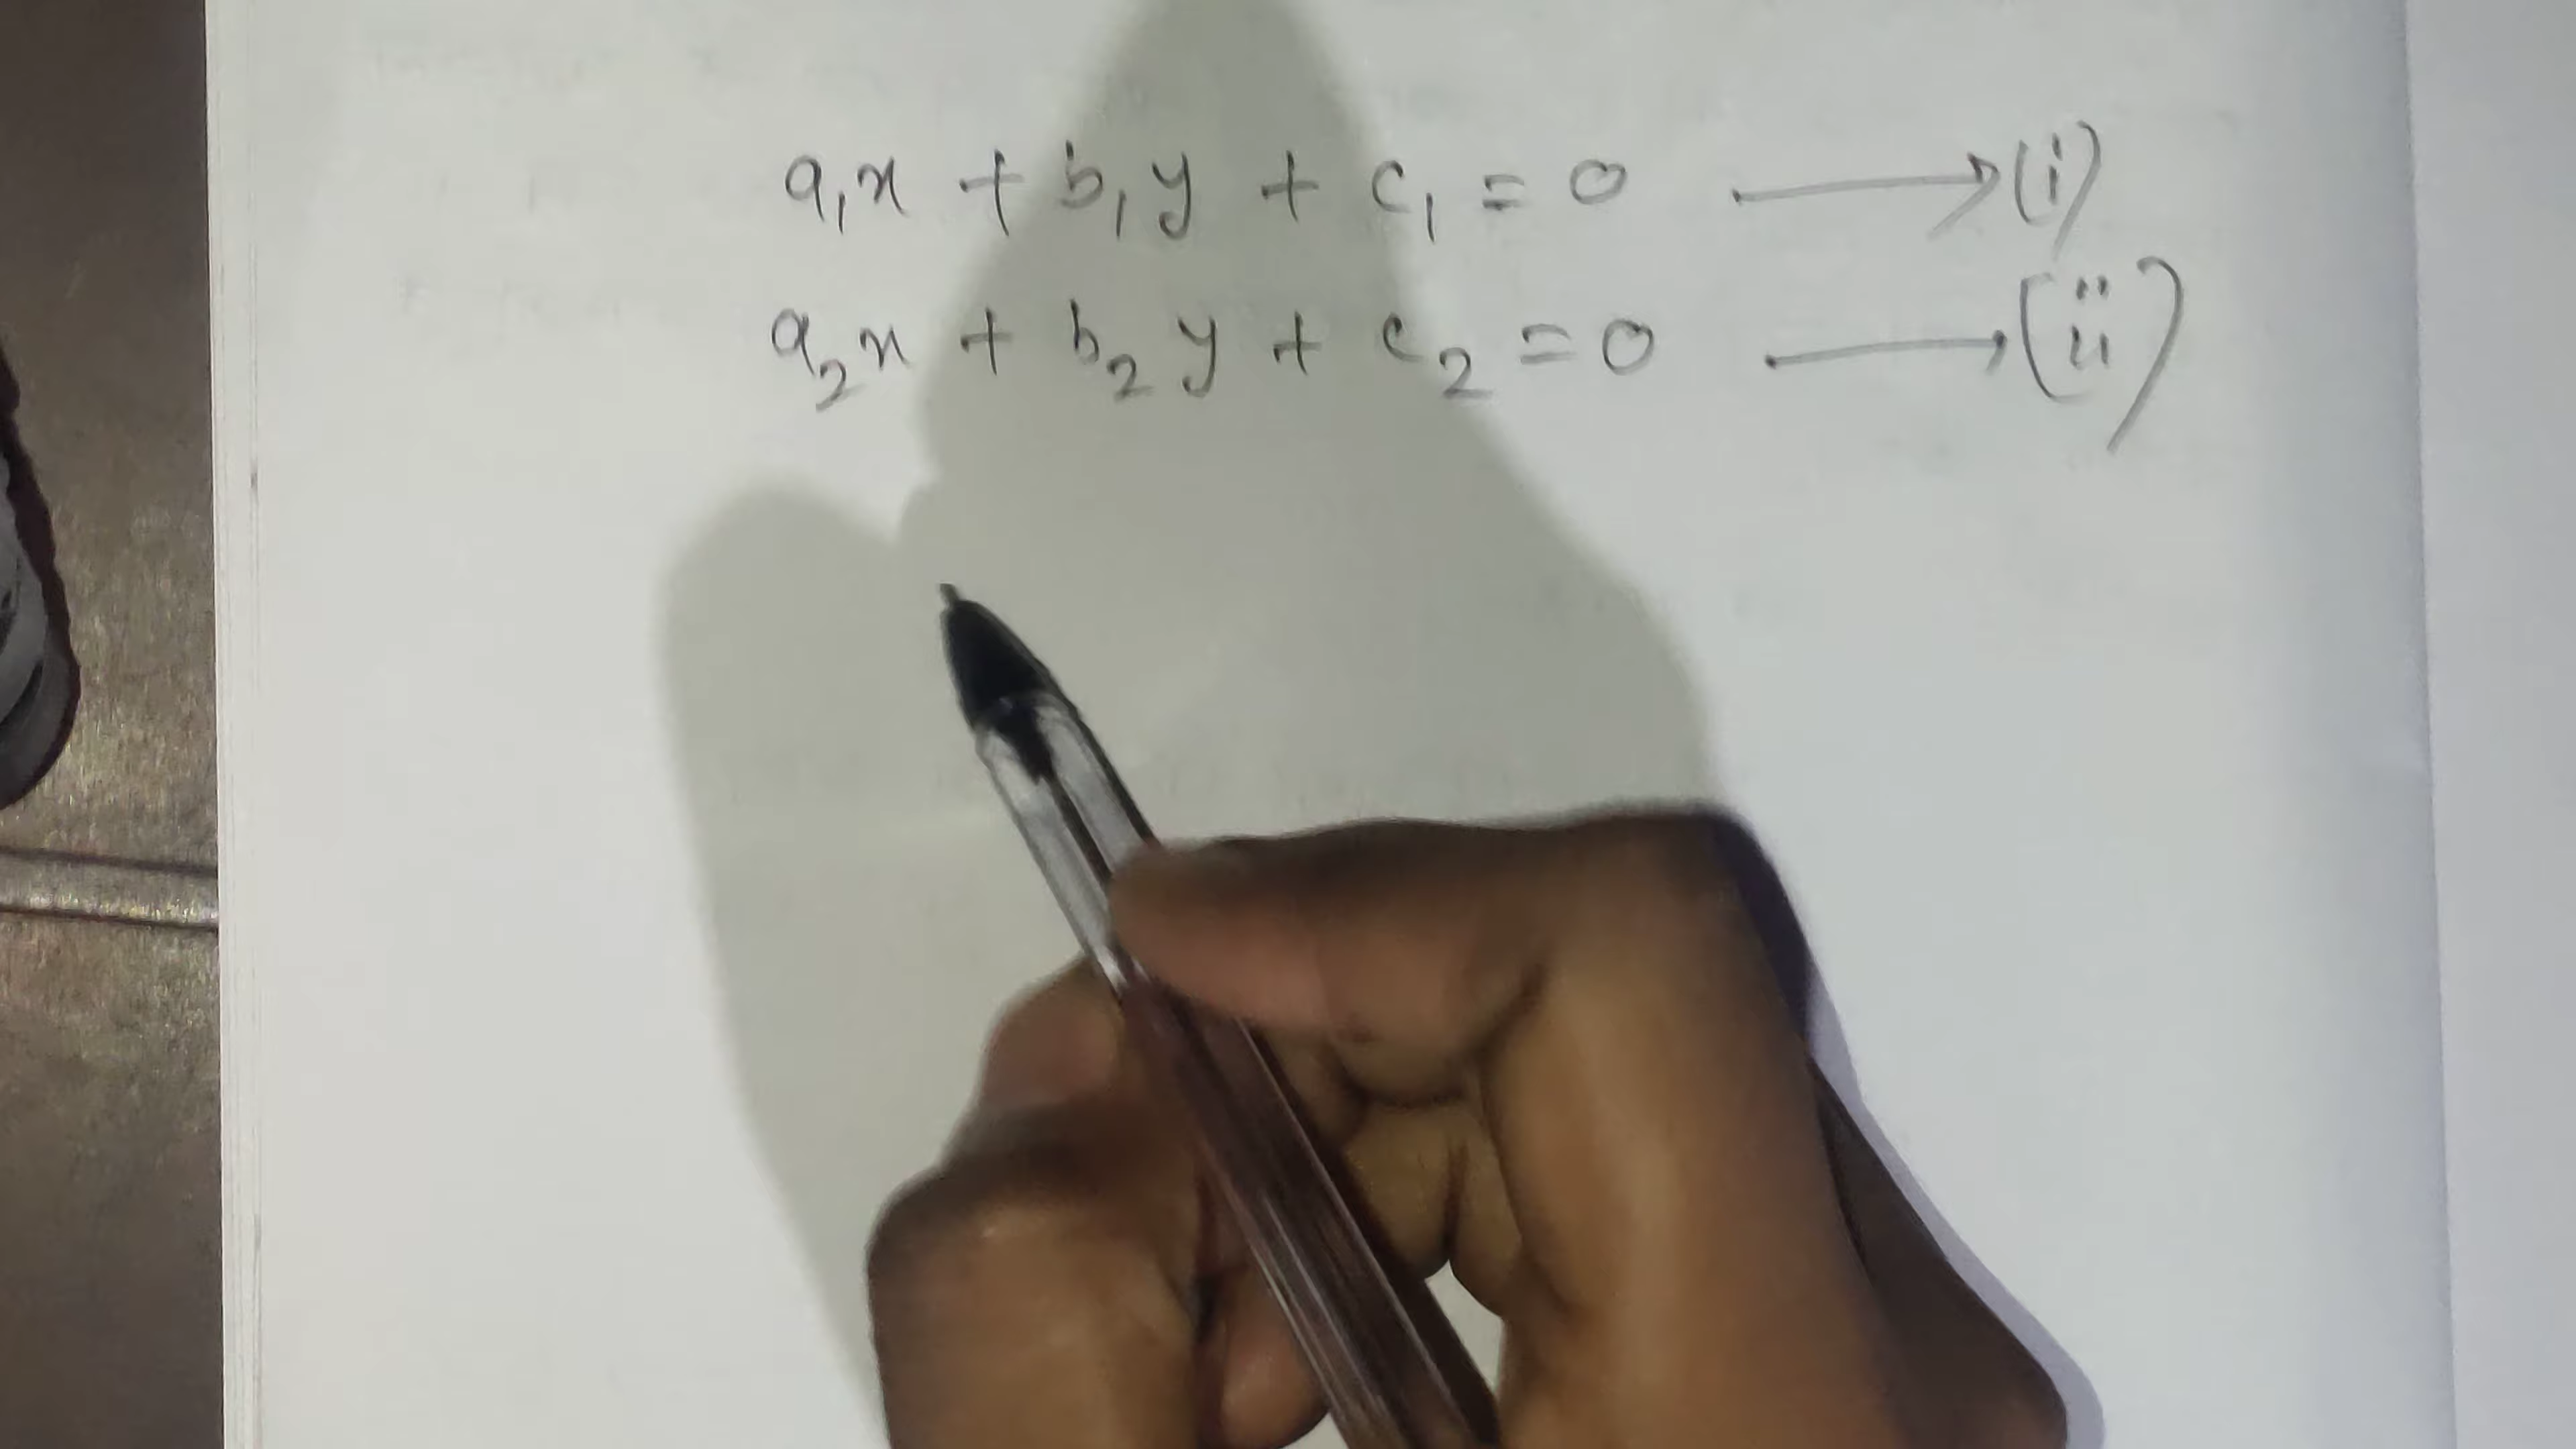 a₁x + b₁y + c₁ = 0 ⟶ (i)
a₂x + b₂y + c₂ = 0 ⟶ (ii)